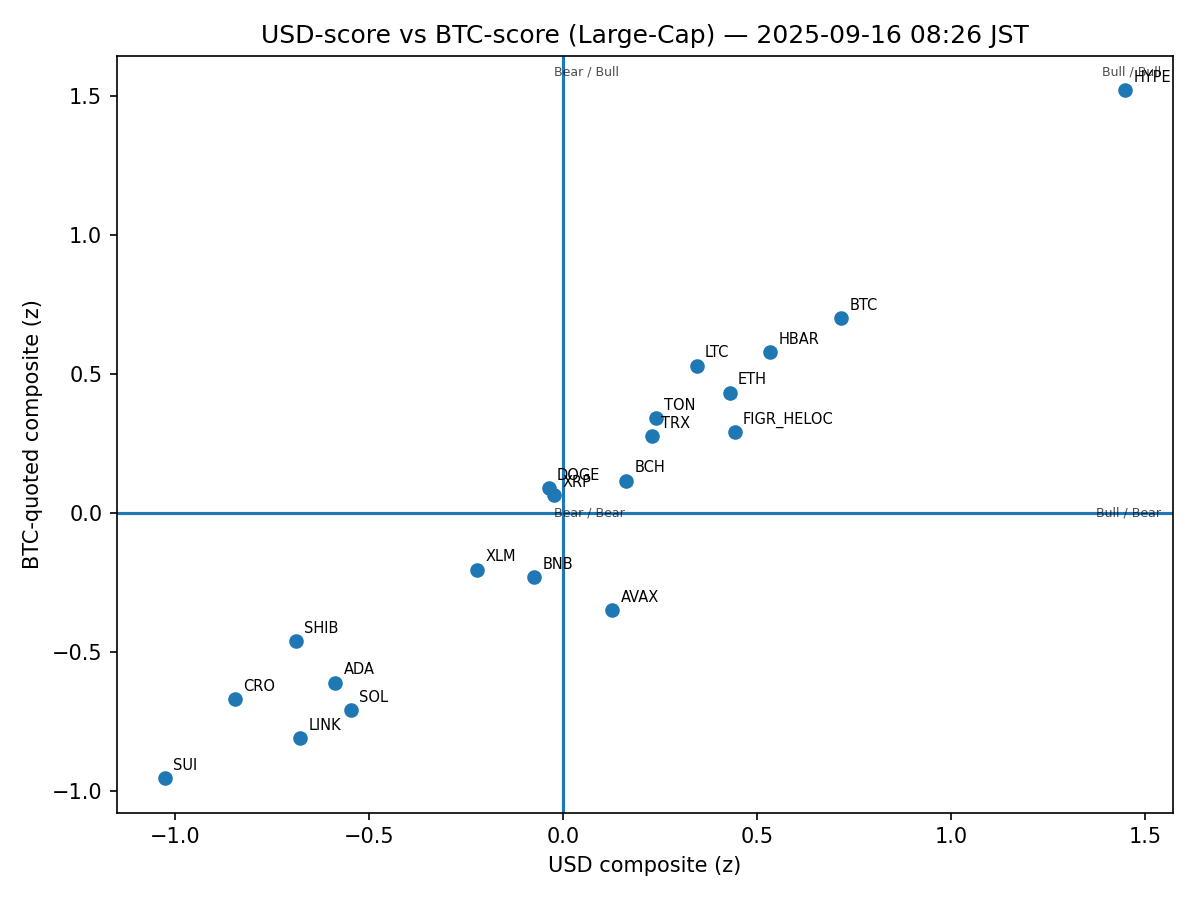 USD-score vs BTC-score (Large-Cap) — 2025-09-16 08:26 JST
Bear / Bull
Bull / Bull
HYPE
1.5
1.0
BTC
HBAR
LTC
0.5
ETH
TON
TRX
FIGR_HELOC
BCH
DOGE
XRP
0.0
Bear / Bear
Bull / Bear
XLM
BNB
AVAX
SHIB
−0.5
ADA
CRO
SOL
LINK
SUI
−1.0
BTC-quoted composite (z)
−1.0
−0.5
0.0
0.5
1.0
1.5
USD composite (z)